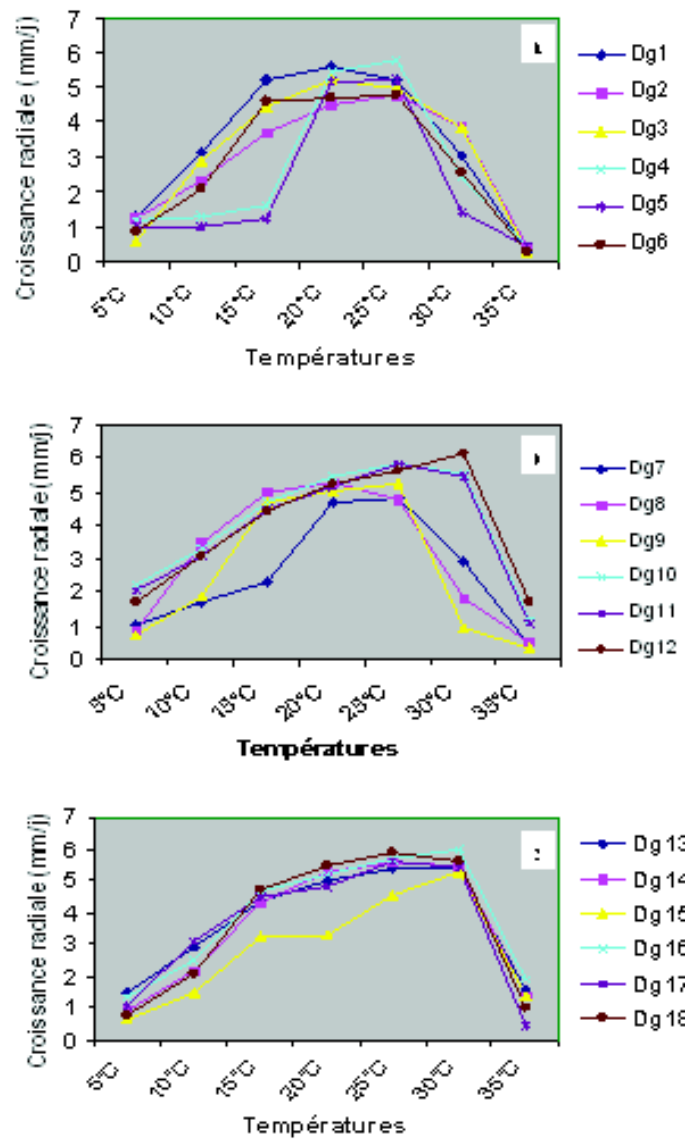 7
6
5
4
3
2
1
0
Croissance radiale (mm/j)
5°C
10°C
15°C
20°C
25°C
30°C
35°C
Températures
Dg1
Dg2
Dg3
Dg4
Dg5
Dg6
7
6
5
4
3
2
1
0
Croissance radiale (mm/j)
5°C
10°C
15°C
20°C
25°C
30°C
35°C
Températures
Dg7
Dg8
Dg9
Dg10
Dg11
Dg12
7
6
5
4
3
2
1
0
Croissance radiale (mm/j)
5°C
10°C
15°C
20°C
25°C
30°C
35°C
Températures
Dg 13
Dg 14
Dg 15
Dg 16
Dg 17
Dg 18